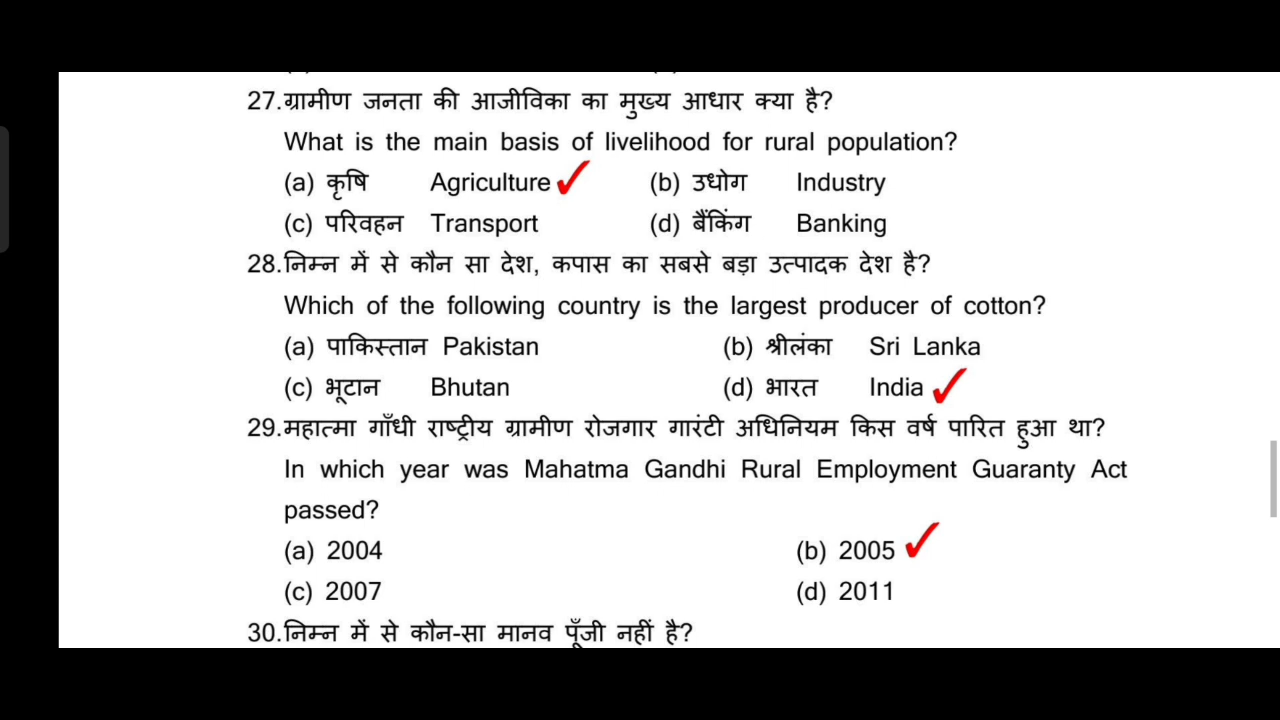 27.ग्रामीण जनता की आजीविका का मुख्य आधार क्या है?
What is the main basis of livelihood for rural population?
(a) कृषि Agriculture (b) उधोग Industry
(c) परिवहन Transport (d) बैंकिंग Banking
28.निम्न में से कौन सा देश, कपास का सबसे बड़ा उत्पादक देश है?
Which of the following country is the largest producer of cotton?
(a) पाकिस्तान Pakistan (b) श्रीलंका Sri Lanka
(c) भूटान Bhutan (d) भारत India
29.महात्मा गाँधी राष्ट्रीय ग्रामीण रोजगार गारंटी अधिनियम किस वर्ष पारित हुआ था?
In which year was Mahatma Gandhi Rural Employment Guaranty Act
passed?
(a) 2004 (b) 2005
(c) 2007 (d) 2011
30.निम्न में से कौन-सा मानव पूँजी नहीं है?